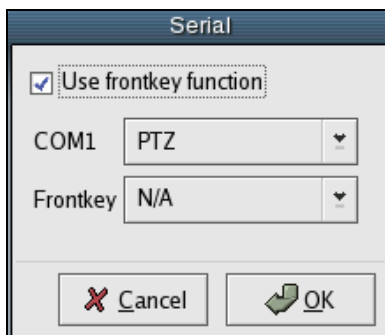 Serial
Use frontkey function
COM1 PTZ
Frontkey N/A
Cancel OK